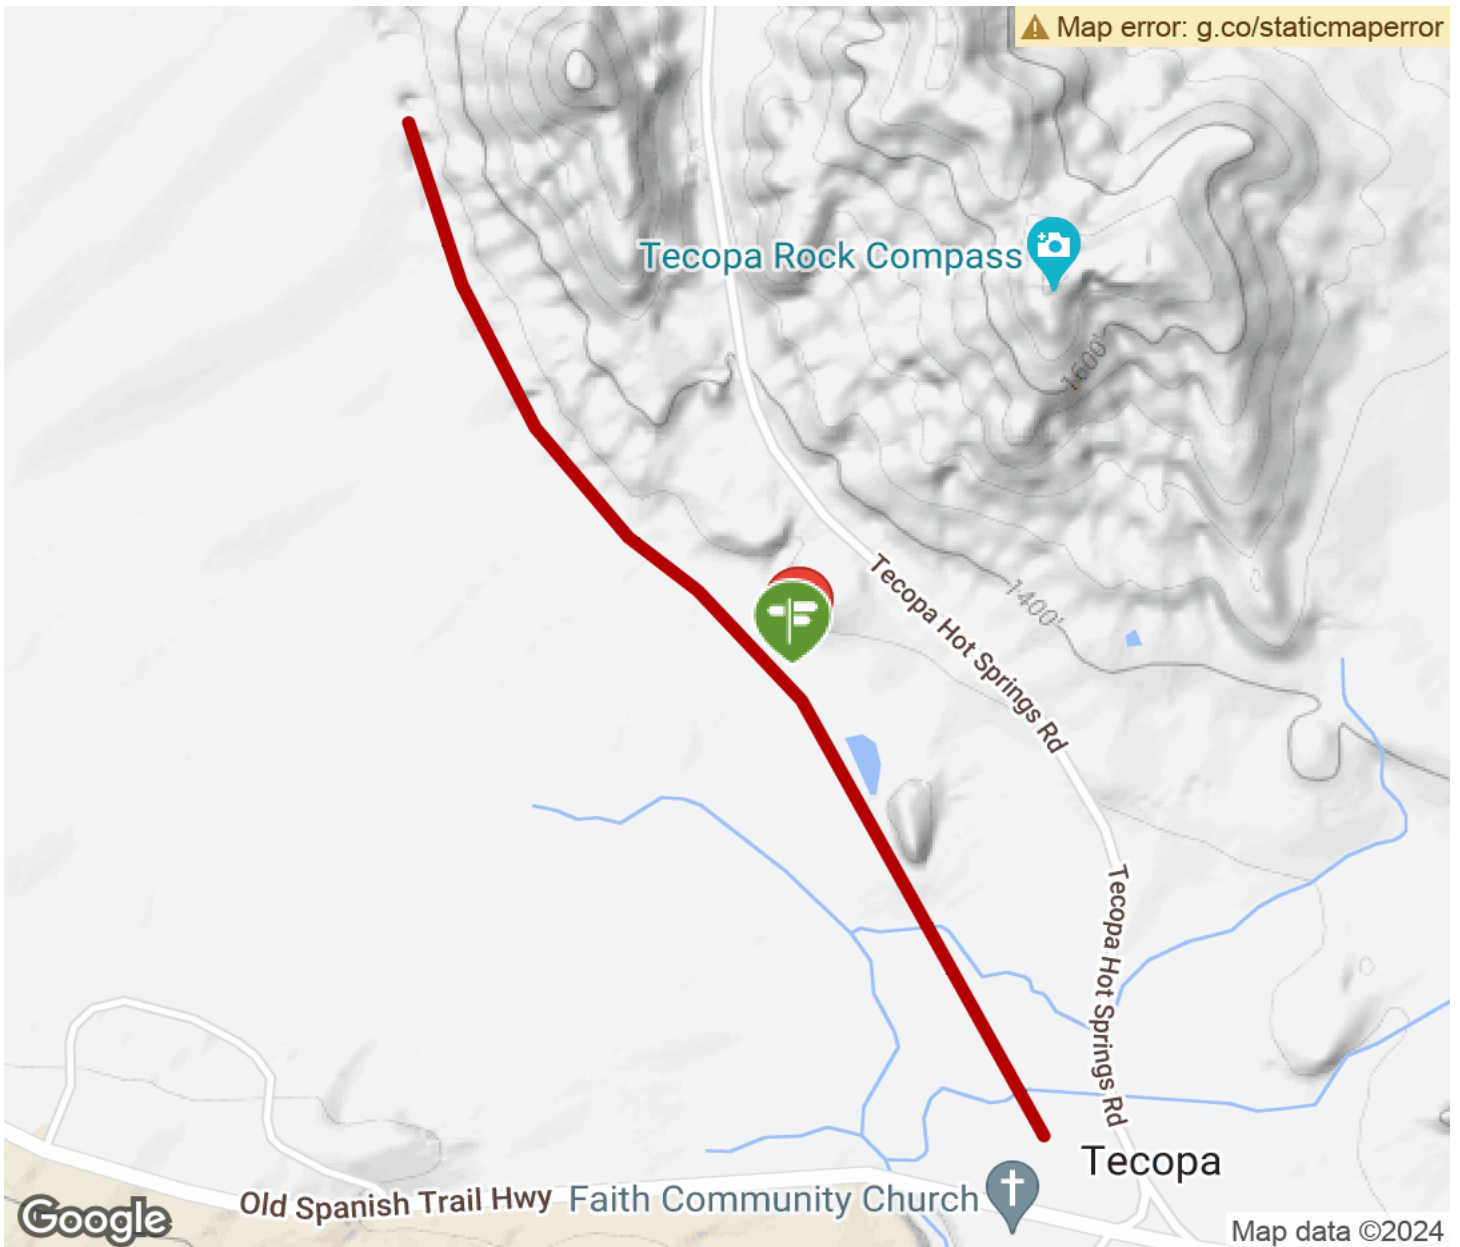 Map error: g.co/staticmaperror
Tecopa Rock Compass
1600'
Tecopa Hot Springs Rd
1400'
Tecopa Hot Springs Rd
Tecopa
Old Spanish Trail Hwy
Faith Community Church
Google
Map data ©2024